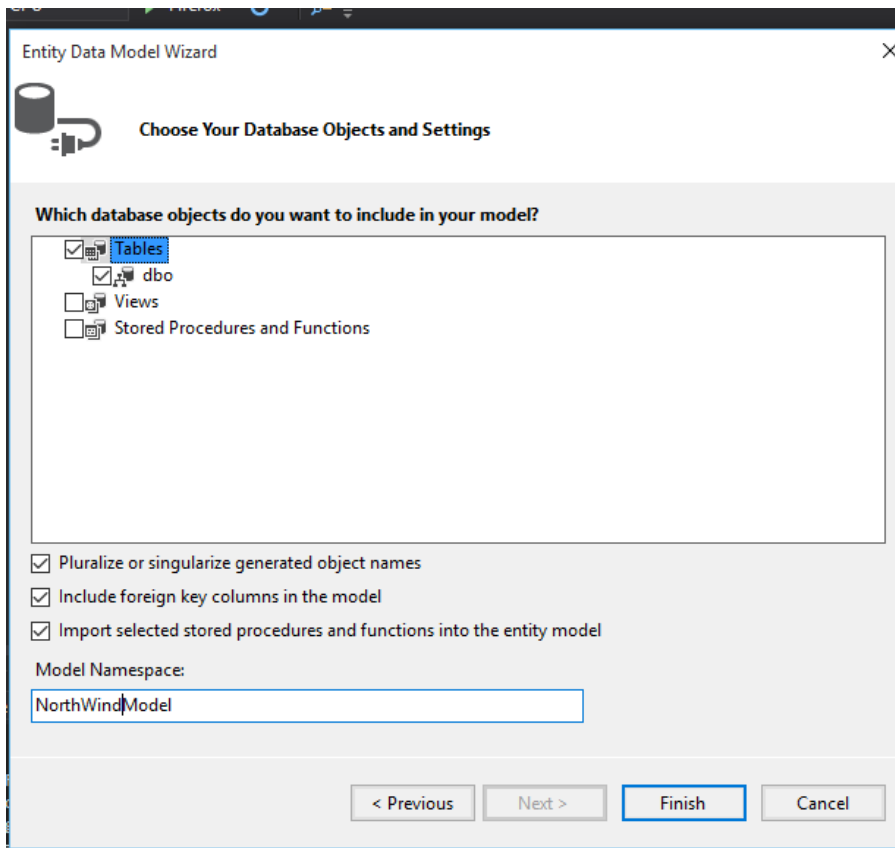 Entity Data Model Wizard
Choose Your Database Objects and Settings
Which database objects do you want to include in your model?
Tables
dbo
Views
Stored Procedures and Functions
Pluralize or singularize generated object names
Include foreign key columns in the model
Import selected stored procedures and functions into the entity model
Model Namespace:
NorthWindModel
< Previous
Next >
Finish
Cancel